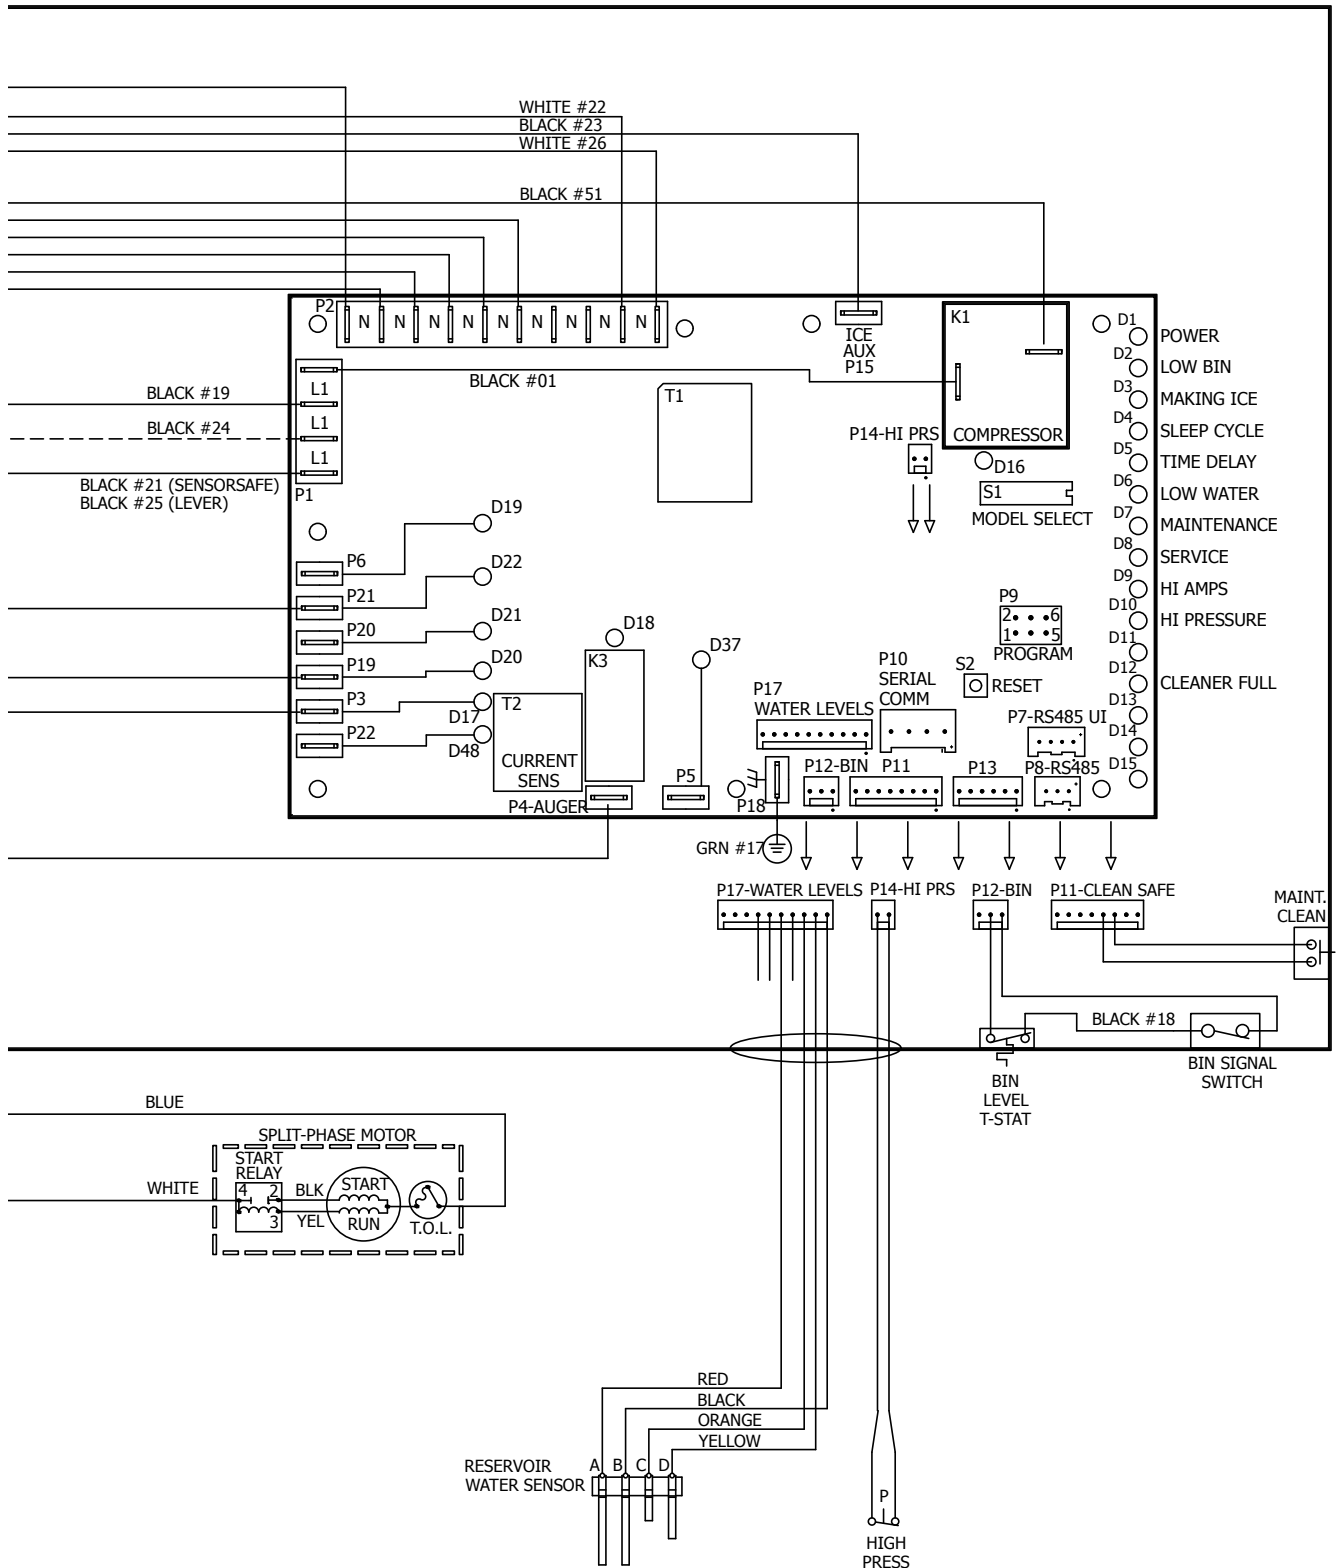 WHITE #22
BLACK #23
WHITE #26
BLACK #51
P2
N N N N N N N N N
ICE
AUX
P15
K1
COMPRESSOR
D1
POWER
D2
LOW BIN
D3
MAKING ICE
D4
SLEEP CYCLE
D5
TIME DELAY
D6
LOW WATER
D7
MAINTENANCE
D8
SERVICE
D9
HI AMPS
D10
HI PRESSURE
D11
D12
CLEANER FULL
D13
D14
D15
BLACK #01
L1
L1
L1
P1
BLACK #19
BLACK #24
BLACK #21 (SENSORSAFE)
BLACK #25 (LEVER)
T1
P14-HI PRS
D16
S1
MODEL SELECT
D19
P6
D22
P21
D21
P20
D20
P19
P3
D17
P22
D48
T2
CURRENT
SENS
D18
K3
D37
P4-AUGER
P5
P18
GRN #17
P9
2 6
1 5
PROGRAM
P10
SERIAL
COMM
S2
RESET
P17
WATER LEVELS
P7-RS485 UI
P12-BIN
P11
P13
P8-RS485
P17-WATER LEVELS
P14-HI PRS
P12-BIN
P11-CLEAN SAFE
MAINT.
CLEAN
BLACK #18
BIN
LEVEL
T-STAT
BIN SIGNAL
SWITCH
BLUE
SPLIT-PHASE MOTOR
START
RELAY
WHITE
4 2
3
BLK
YEL
START
RUN
T.O.L.
RED
BLACK
ORANGE
YELLOW
RESERVOIR
WATER SENSOR
A B C D
P
HIGH
PRESS